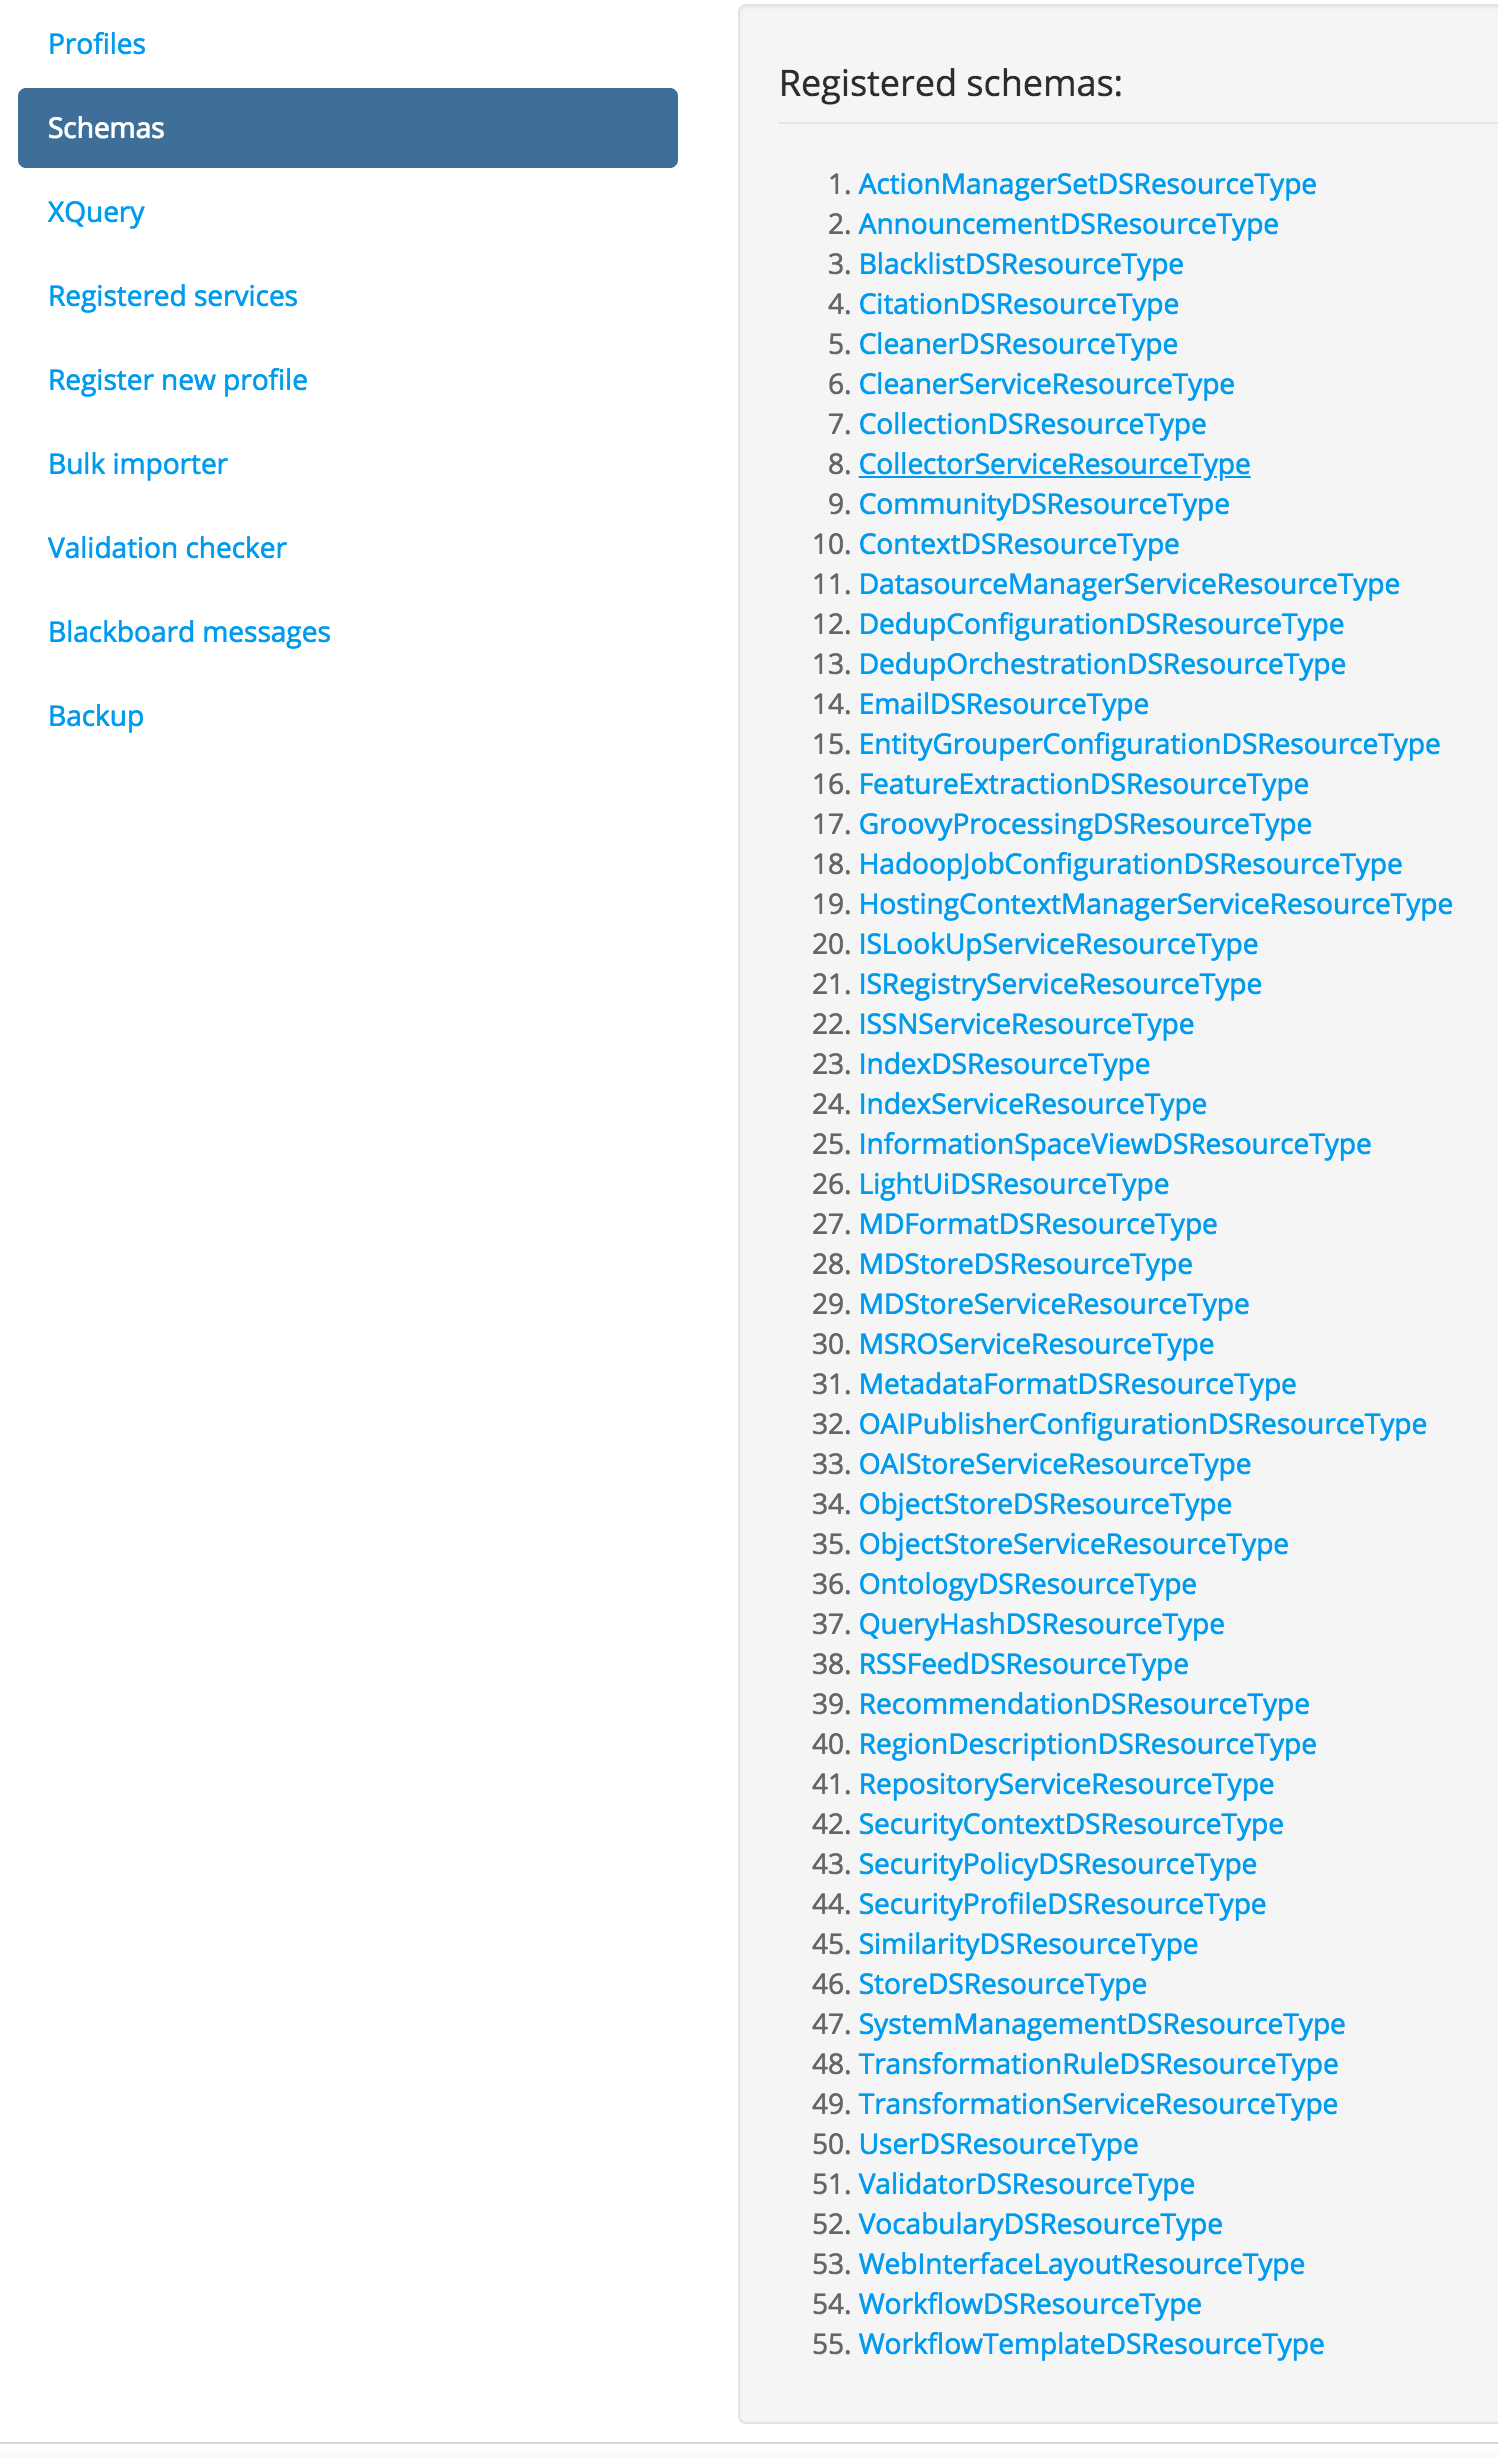 Profiles
Schemas
XQuery
Registered services
Register new profile
Bulk importer
Validation checker
Blackboard messages
Backup
Registered schemas:
1. ActionManagerSetDSResourceType
2. AnnouncementDSResourceType
3. BlacklistDSResourceType
4. CitationDSResourceType
5. CleanerDSResourceType
6. CleanerServiceResourceType
7. CollectionDSResourceType
8. CollectorServiceResourceType
9. CommunityDSResourceType
10. ContextDSResourceType
11. DatasourceManagerServiceResourceType
12. DedupConfigurationDSResourceType
13. DedupOrchestrationDSResourceType
14. EmailDSResourceType
15. EntityGrouperConfigurationDSResourceType
16. FeatureExtractionDSResourceType
17. GroovyProcessingDSResourceType
18. HadoopJobConfigurationDSResourceType
19. HostingContextManagerServiceResourceType
20. ISLookUpServiceResourceType
21. ISRegistryServiceResourceType
22. ISSNServiceResourceType
23. IndexDSResourceType
24. IndexServiceResourceType
25. InformationSpaceViewDSResourceType
26. LightUiDSResourceType
27. MDFormatDSResourceType
28. MDStoreDSResourceType
29. MDStoreServiceResourceType
30. MSROServiceResourceType
31. MetadataFormatDSResourceType
32. OAIPublisherConfigurationDSResourceType
33. OAIStoreServiceResourceType
34. ObjectStoreDSResourceType
35. ObjectStoreServiceResourceType
36. OntologyDSResourceType
37. QueryHashDSResourceType
38. RSSFeedDSResourceType
39. RecommendationDSResourceType
40. RegionDescriptionDSResourceType
41. RepositoryServiceResourceType
42. SecurityContextDSResourceType
43. SecurityPolicyDSResourceType
44. SecurityProfileDSResourceType
45. SimilarityDSResourceType
46. StoreDSResourceType
47. SystemManagementDSResourceType
48. TransformationRuleDSResourceType
49. TransformationServiceResourceType
50. UserDSResourceType
51. ValidatorDSResourceType
52. VocabularyDSResourceType
53. WebInterfaceLayoutResourceType
54. WorkflowDSResourceType
55. WorkflowTemplateDSResourceType